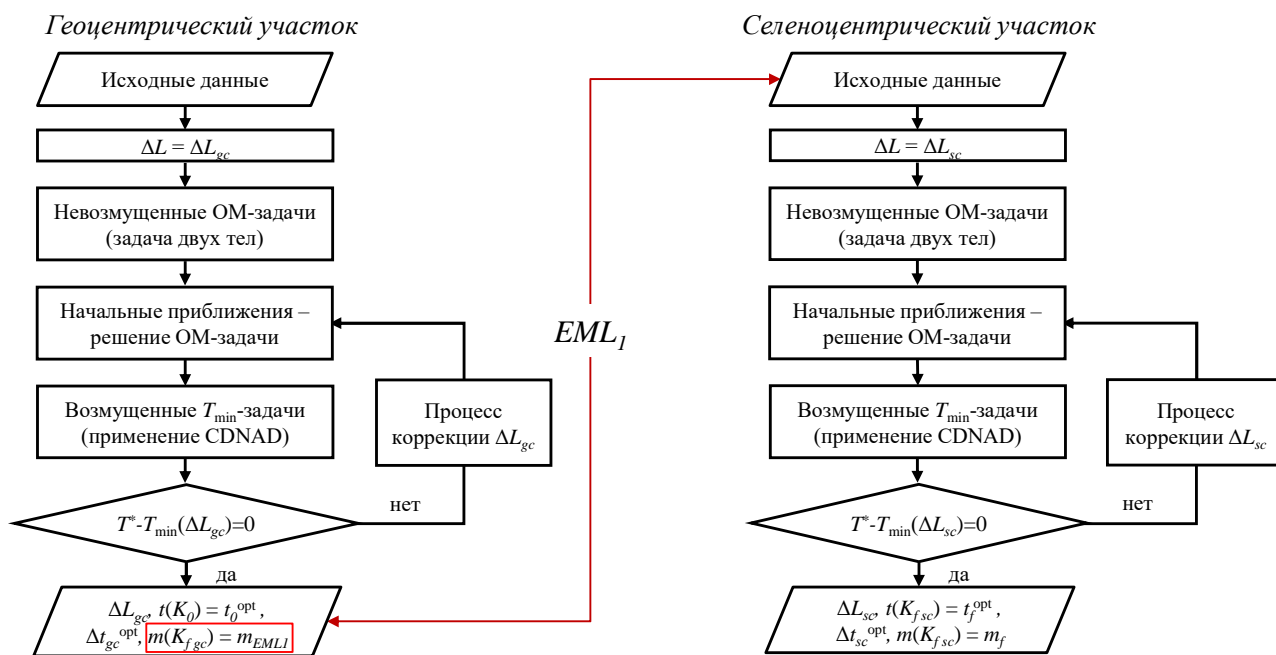 Геоцентрический участок
Исходные данные
ΔL = ΔL_gc
Невозмущенные ОМ-задачи
(задача двух тел)
Начальные приближения –
решение ОМ-задачи
Возмущенные T_min-задачи
(применение CDNAD)
Процесс
коррекции ΔL_gc
T*-T_min(ΔL_gc)=0
нет
да
ΔL_gc, t(K_0) = t_0^opt ,
Δt_gc^opt, m(K_f gc) = m_EML1
EML_1
Селеноцентрический участок
Исходные данные
ΔL = ΔL_sc
Невозмущенные ОМ-задачи
(задача двух тел)
Начальные приближения –
решение ОМ-задачи
Возмущенные T_min-задачи
(применение CDNAD)
Процесс
коррекции ΔL_sc
T*-T_min(ΔL_sc)=0
нет
да
ΔL_sc, t(K_f sc) = t_f^opt ,
Δt_sc^opt, m(K_f sc) = m_f